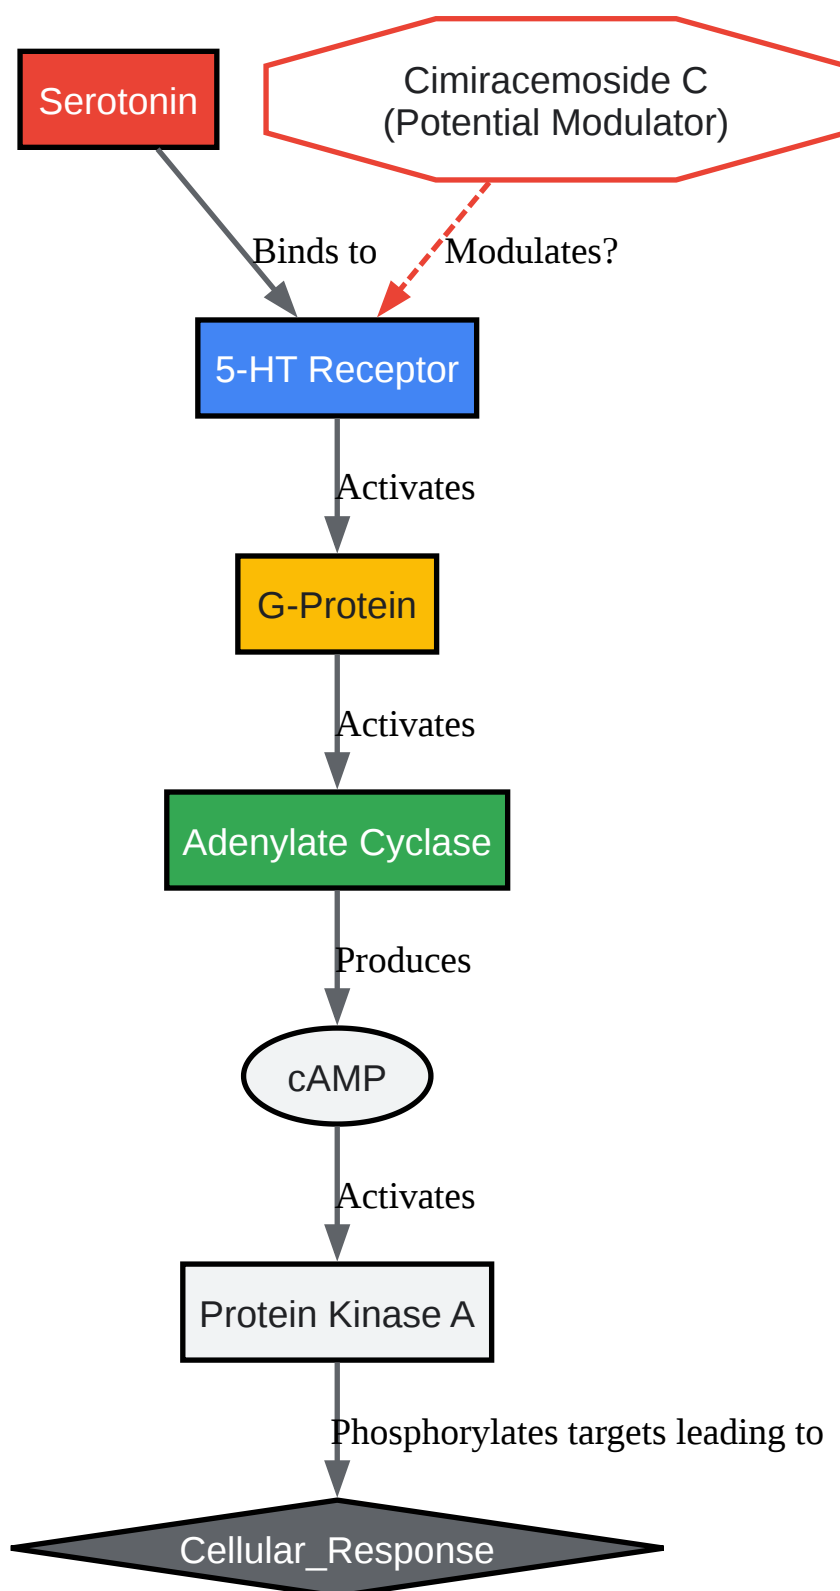 Serotonin
Cimiracemoside C
(Potential Modulator)
Binds to
Modulates?
5-HT Receptor
Activates
G-Protein
Activates
Adenylate Cyclase
Produces
cAMP
Activates
Protein Kinase A
Phosphorylates targets leading to
Cellular_Response